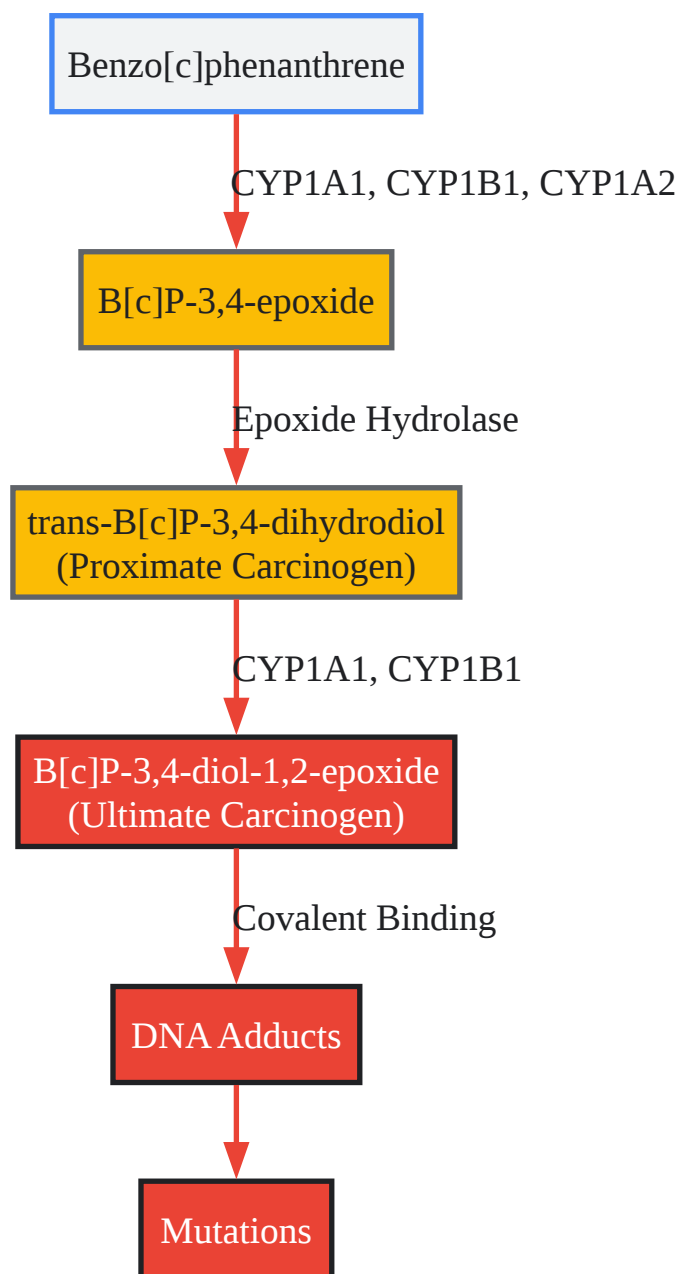 Benzo[c]phenanthrene
CYP1A1, CYP1B1, CYP1A2
B[c]P-3,4-epoxide
Epoxide Hydrolase
trans-B[c]P-3,4-dihydrodiol
(Proximate Carcinogen)
CYP1A1, CYP1B1
B[c]P-3,4-diol-1,2-epoxide
(Ultimate Carcinogen)
Covalent Binding
DNA Adducts
Mutations